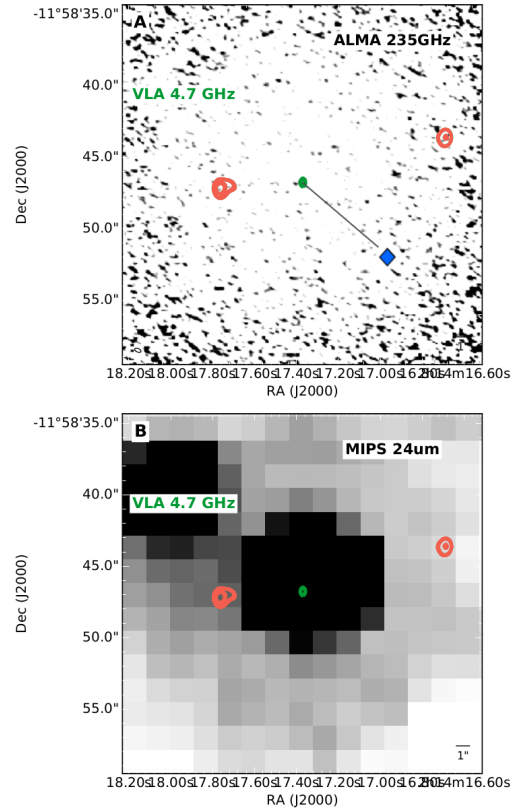 -11°58'35.0"
A
ALMA 235GHz
40.0"
VLA 4.7 GHz
45.0"
Dec (J2000)
50.0"
55.0"
18.20s 18.00s 17.80s 17.60s 17.40s 17.20s 17.00s 16.80s 2h14m16.60s
RA (J2000)
-11°58'35.0"
B
MIPS 24um
40.0"
VLA 4.7 GHz
45.0"
Dec (J2000)
50.0"
55.0"
1"
18.20s 18.00s 17.80s 17.60s 17.40s 17.20s 17.00s 16.80s 2h14m16.60s
RA (J2000)